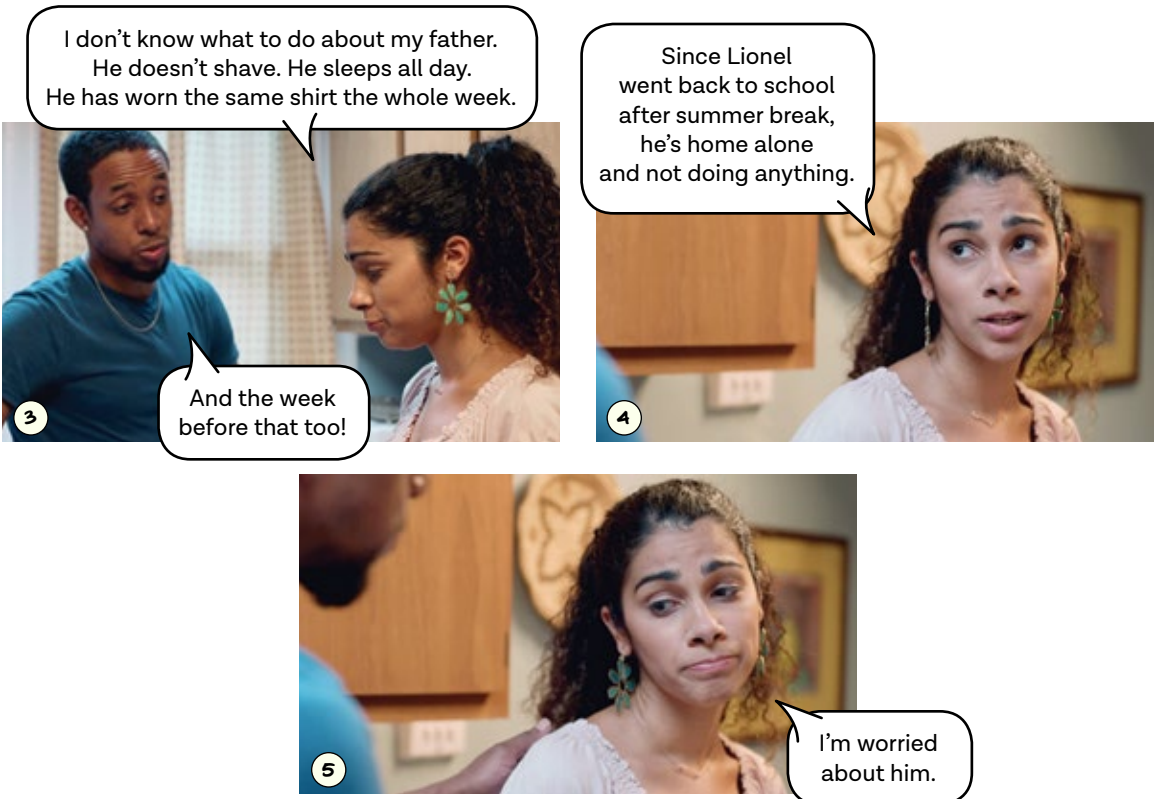 I don't know what to do about my father.
He doesn't shave. He sleeps all day.
He has worn the same shirt the whole week.
And the week
before that too!
3
Since Lionel
went back to school
after summer break,
he's home alone
and not doing anything.
4
I'm worried
about him.
5